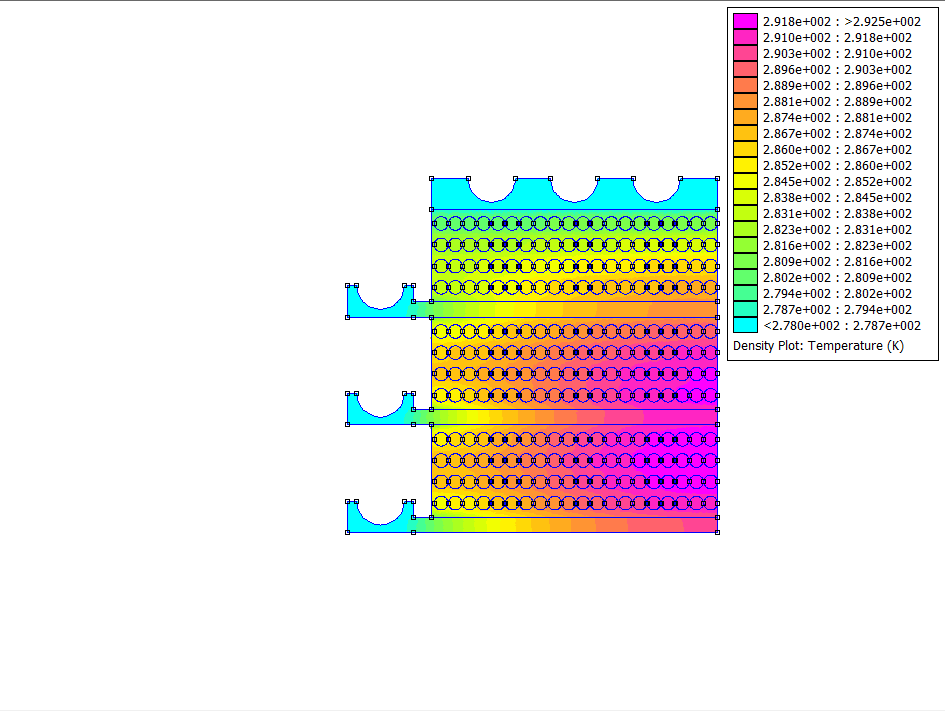 2.918e+002 : >2.925e+002
2.910e+002 : 2.918e+002
2.903e+002 : 2.910e+002
2.896e+002 : 2.903e+002
2.889e+002 : 2.896e+002
2.881e+002 : 2.889e+002
2.874e+002 : 2.881e+002
2.867e+002 : 2.874e+002
2.860e+002 : 2.867e+002
2.852e+002 : 2.860e+002
2.845e+002 : 2.852e+002
2.838e+002 : 2.845e+002
2.831e+002 : 2.838e+002
2.823e+002 : 2.831e+002
2.816e+002 : 2.823e+002
2.809e+002 : 2.816e+002
2.802e+002 : 2.809e+002
2.794e+002 : 2.802e+002
2.787e+002 : 2.794e+002
<2.780e+002 : 2.787e+002
Density Plot: Temperature (K)